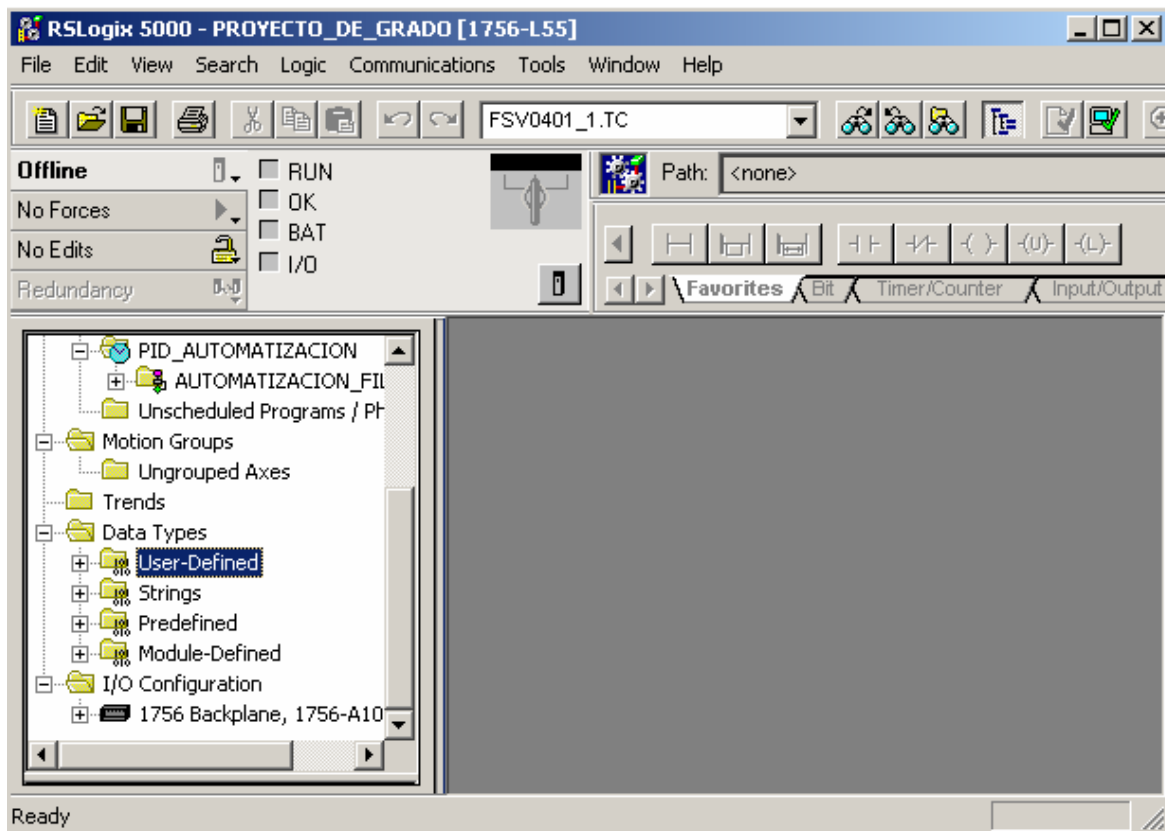 RSLogix 5000 - PROYECTO_DE_GRADO [1756-L55]
File Edit View Search Logic Communications Tools Window Help
FSV0401_1.TC
Offline
RUN
Path: <none>
No Forces
OK
BAT
No Edits
I/O
Redundancy
Favorites Bit Timer/Counter Input/Output
PID_AUTOMATIZACION
AUTOMATIZACION_FIL
Unscheduled Programs / Ph
Motion Groups
Ungrouped Axes
Trends
Data Types
User-Defined
Strings
Predefined
Module-Defined
I/O Configuration
1756 Backplane, 1756-A10
Ready